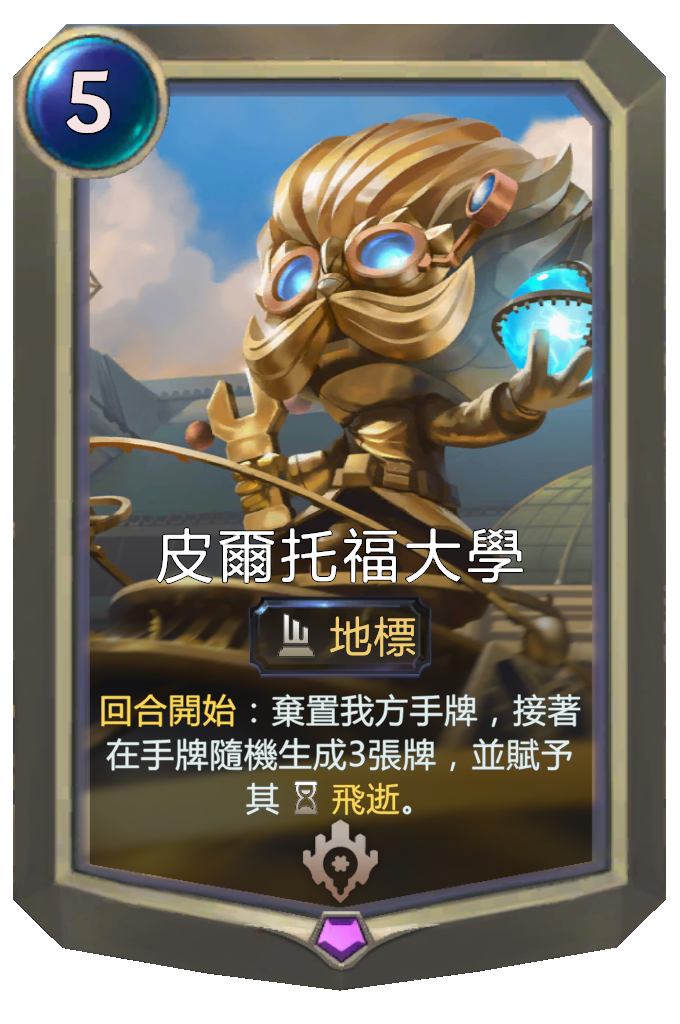 5
皮爾托福大學
地標
回合開始：棄置我方手牌，接著
在手牌隨機生成3張牌，並賦予
其 飛逝。